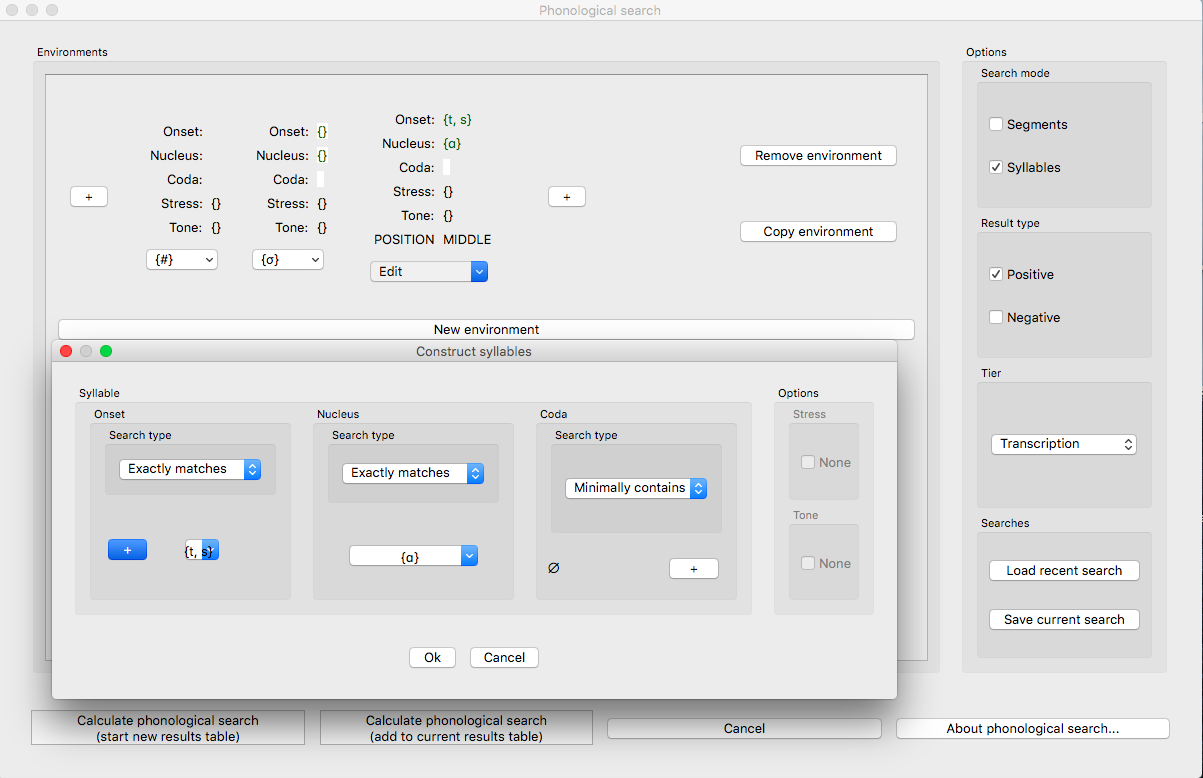 Phonological search
Environments
Onset:
Nucleus:
Coda:
Stress: {}
Tone: {}
{#}
Onset: {}
Nucleus: {}
Coda:
Stress: {}
Tone: {}
{σ}
Onset: {t, s}
Nucleus: {ɑ}
Coda:
Stress: {}
Tone: {}
POSITION MIDDLE
Edit
+
+
Remove environment
Copy environment
New environment
Options
Search mode
Segments
Syllables
Result type
Positive
Negative
Tier
Transcription
Searches
Load recent search
Save current search
Construct syllables
Syllable
Onset
Search type
Exactly matches
+ {t, s}
Nucleus
Search type
Exactly matches
{ɑ}
Coda
Search type
Minimally contains
∅ +
Options
Stress
None
Tone
None
Ok
Cancel
Calculate phonological search
(start new results table)
Calculate phonological search
(add to current results table)
Cancel
About phonological search...